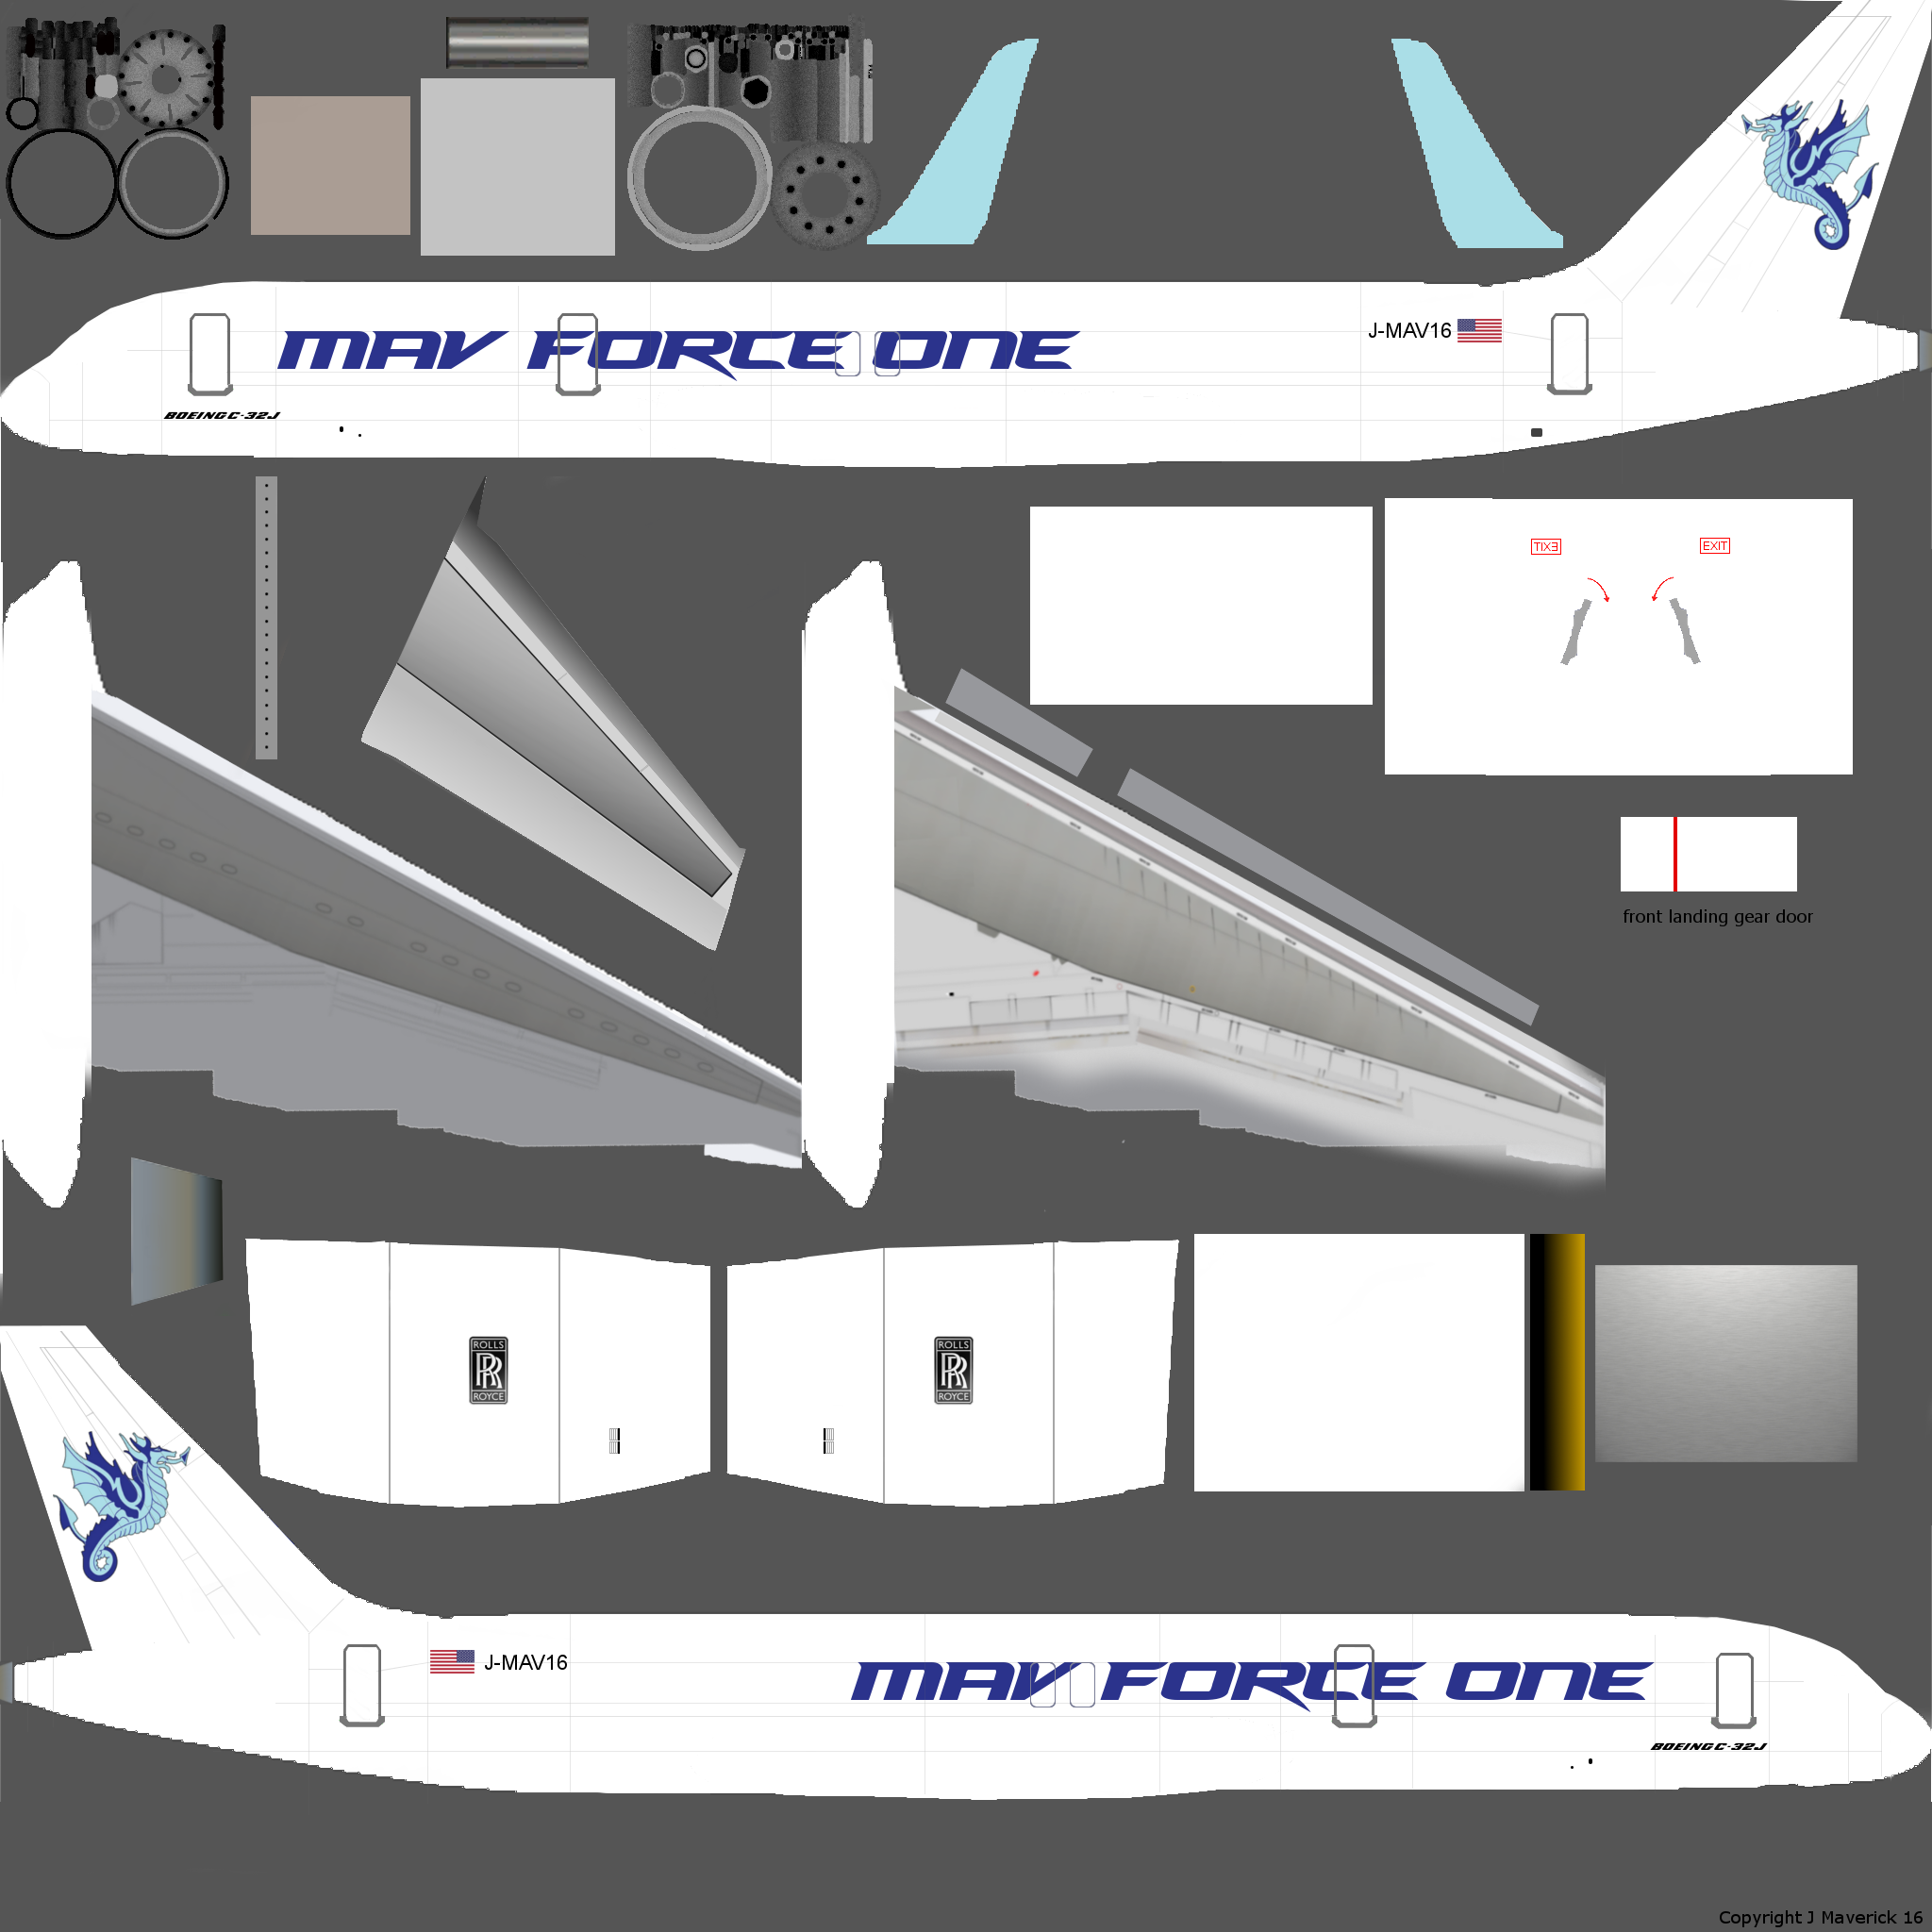 MAV FORCE ONE
J-MAV16
BOEING C-32J
EXIT
EXIT
front landing gear door
ROLLS
RR
ROYCE
ROLLS
RR
ROYCE
J-MAV16
MAV FORCE ONE
BOEING C-32J
Copyright J Maverick 16